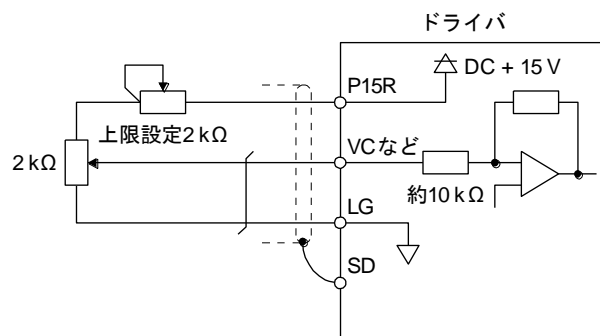 ドライバ
P15R
DC + 15 V
上限設定2 kΩ
2 kΩ
VCなど
約10 kΩ
LG
SD